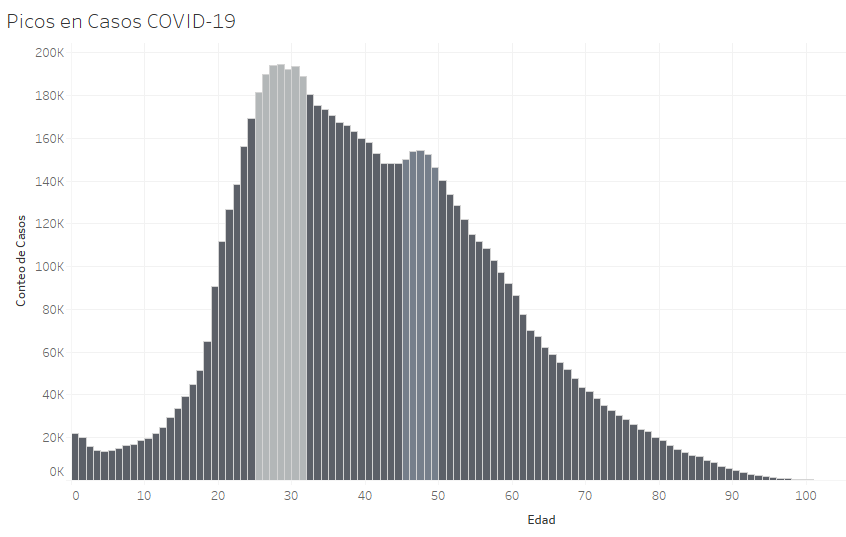 Picos en Casos COVID-19
200K
180K
160K
140K
120K
100K
80K
60K
40K
20K
0K
Conteo de Casos
0 10 20 30 40 50 60 70 80 90 100
Edad